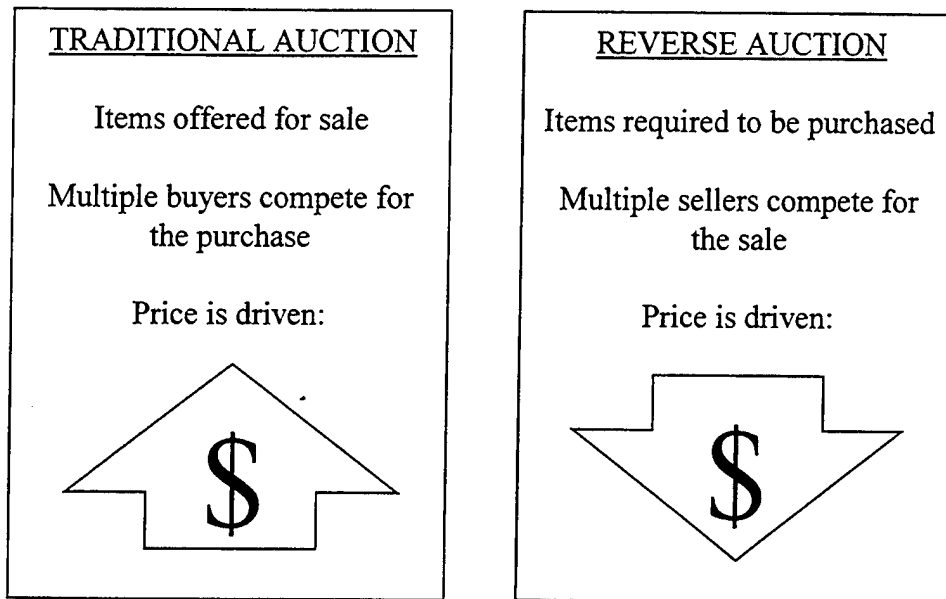 TRADITIONAL AUCTION
Items offered for sale
Multiple buyers compete for
the purchase
Price is driven:
$
REVERSE AUCTION
Items required to be purchased
Multiple sellers compete for
the sale
Price is driven:
$